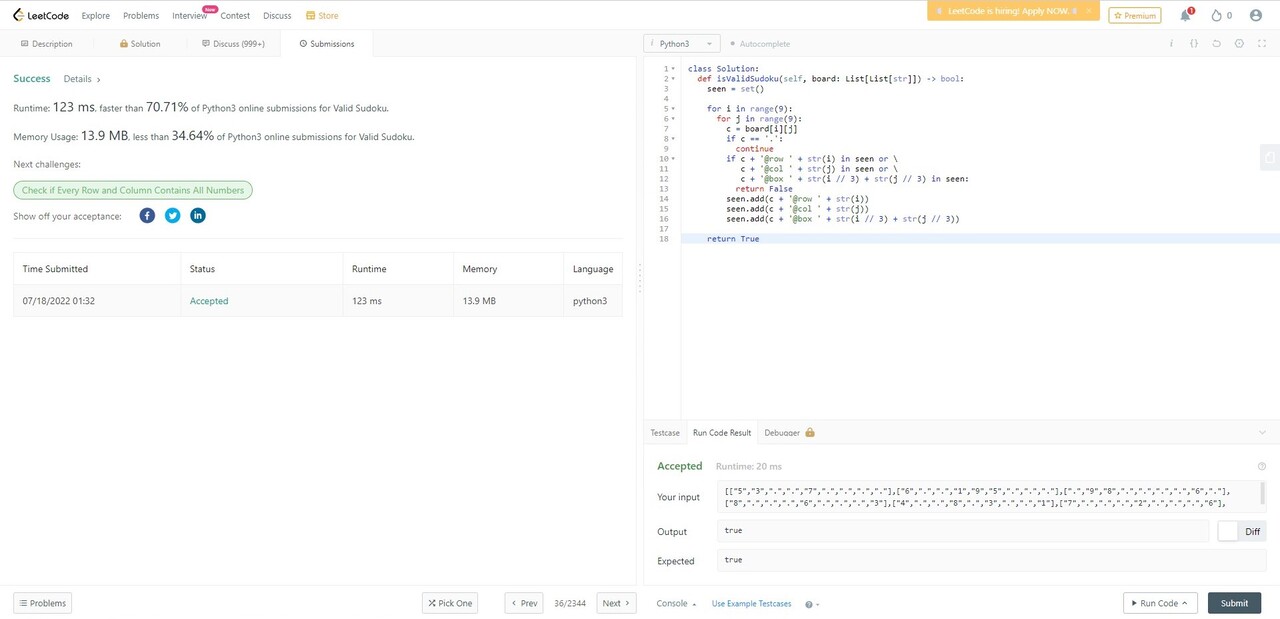 LeetCode Explore Problems Interview New Contest Discuss Store LeetCode is hiring! Apply NOW. Premium 1 0
Description Solution Discuss (999+) Submissions
i Python3 Autocomplete i {}
Success Details >
Runtime: 123 ms, faster than 70.71% of Python3 online submissions for Valid Sudoku.
Memory Usage: 13.9 MB, less than 34.64% of Python3 online submissions for Valid Sudoku.
Next challenges:
Check if Every Row and Column Contains All Numbers
Show off your acceptance:
Time Submitted Status Runtime Memory Language
07/18/2022 01:32 Accepted 123 ms 13.9 MB python3
1 class Solution:
2 def isValidSudoku(self, board: List[List[str]]) -> bool:
3 seen = set()
4
5 for i in range(9):
6 for j in range(9):
7 c = board[i][j]
8 if c == '.':
9 continue
10 if c + '@row ' + str(i) in seen or \
11 c + '@col ' + str(j) in seen or \
12 c + '@box ' + str(i // 3) + str(j // 3) in seen:
13 return False
14 seen.add(c + '@row ' + str(i))
15 seen.add(c + '@col ' + str(j))
16 seen.add(c + '@box ' + str(i // 3) + str(j // 3))
17
18 return True
Testcase Run Code Result Debugger
Accepted Runtime: 20 ms
Your input
[["5","3",".",".","7",".",".",".","."],["6",".",".","1","9","5",".",".","."],[".","9","8",".",".",".",".","6","."],
["8",".",".",".","6",".",".",".","3"],["4",".",".","8",".","3",".",".","1"],["7",".",".",".","2",".",".",".","6"],
Output true Diff
Expected true
Problems Pick One < Prev 36/2344 Next > Console Use Example Testcases ? Run Code Submit